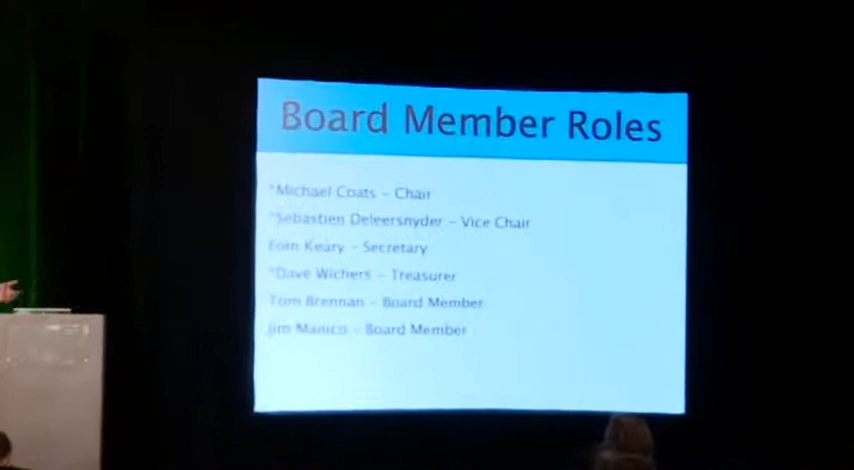 Board Member Roles
*Michael Coats – Chair
*Sebastien Deleersnyder – Vice Chair
Eoin Keary – Secretary
*Dave Wichers – Treasurer
Tom Brennan – Board Member
Jim Manico – Board Member